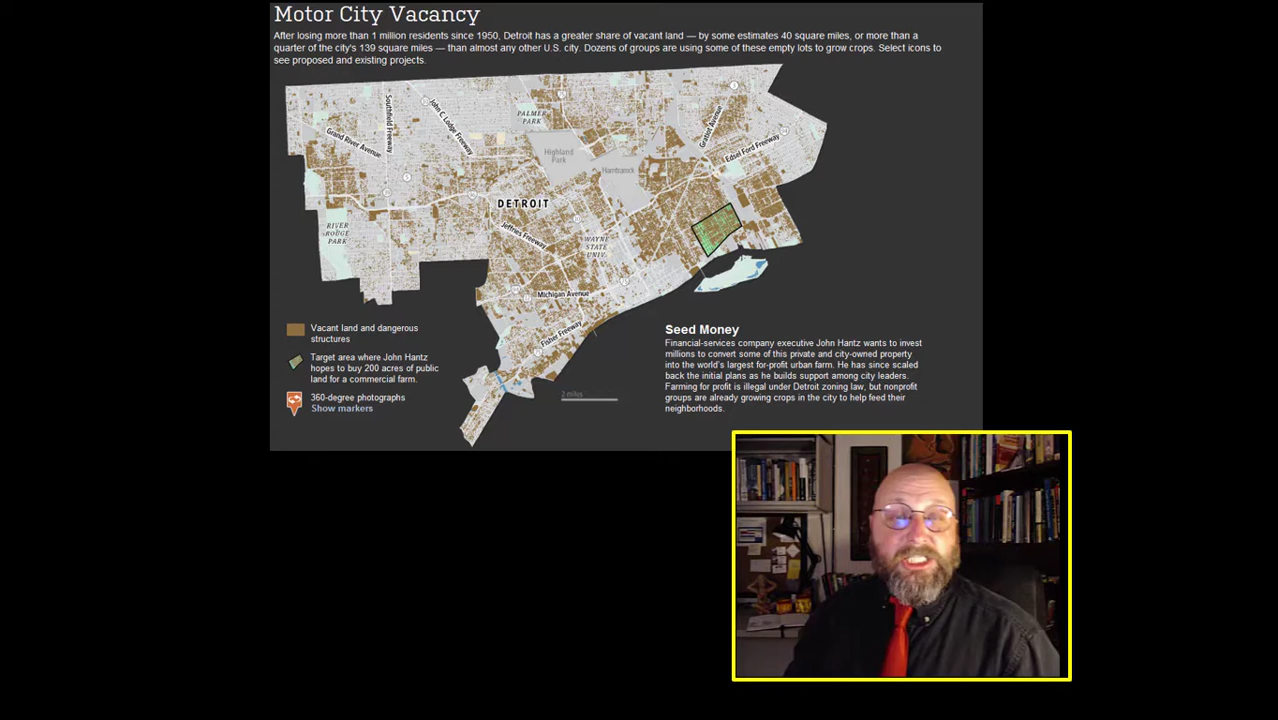 Motor City Vacancy
After losing more than 1 million residents since 1950, Detroit has a greater share of vacant land — by some estimates 40 square miles, or more than a
quarter of the city's 139 square miles — than almost any other U.S. city. Dozens of groups are using some of these empty lots to grow crops. Select icons to
see proposed and existing projects.
Southfield Freeway
John C. Lodge Freeway
Grand River Avenue
PALMER
PARK
Gratiot Avenue
Edsel Ford Freeway
Highland
Park
Hamtramck
DETROIT
RIVER
ROUGE
PARK
Jeffries Freeway
WAYNE
STATE
UNIV.
Michigan Avenue
Fisher Freeway
2 miles
Vacant land and dangerous
structures
Target area where John Hantz
hopes to buy 200 acres of public
land for a commercial farm.
360-degree photographs
Show markers
Seed Money
Financial-services company executive John Hantz wants to invest
millions to convert some of this private and city-owned property
into the world's largest for-profit urban farm. He has since scaled
back the initial plans as he builds support among city leaders.
Farming for profit is illegal under Detroit zoning law, but nonprofit
groups are already growing crops in the city to help feed their
neighborhoods.